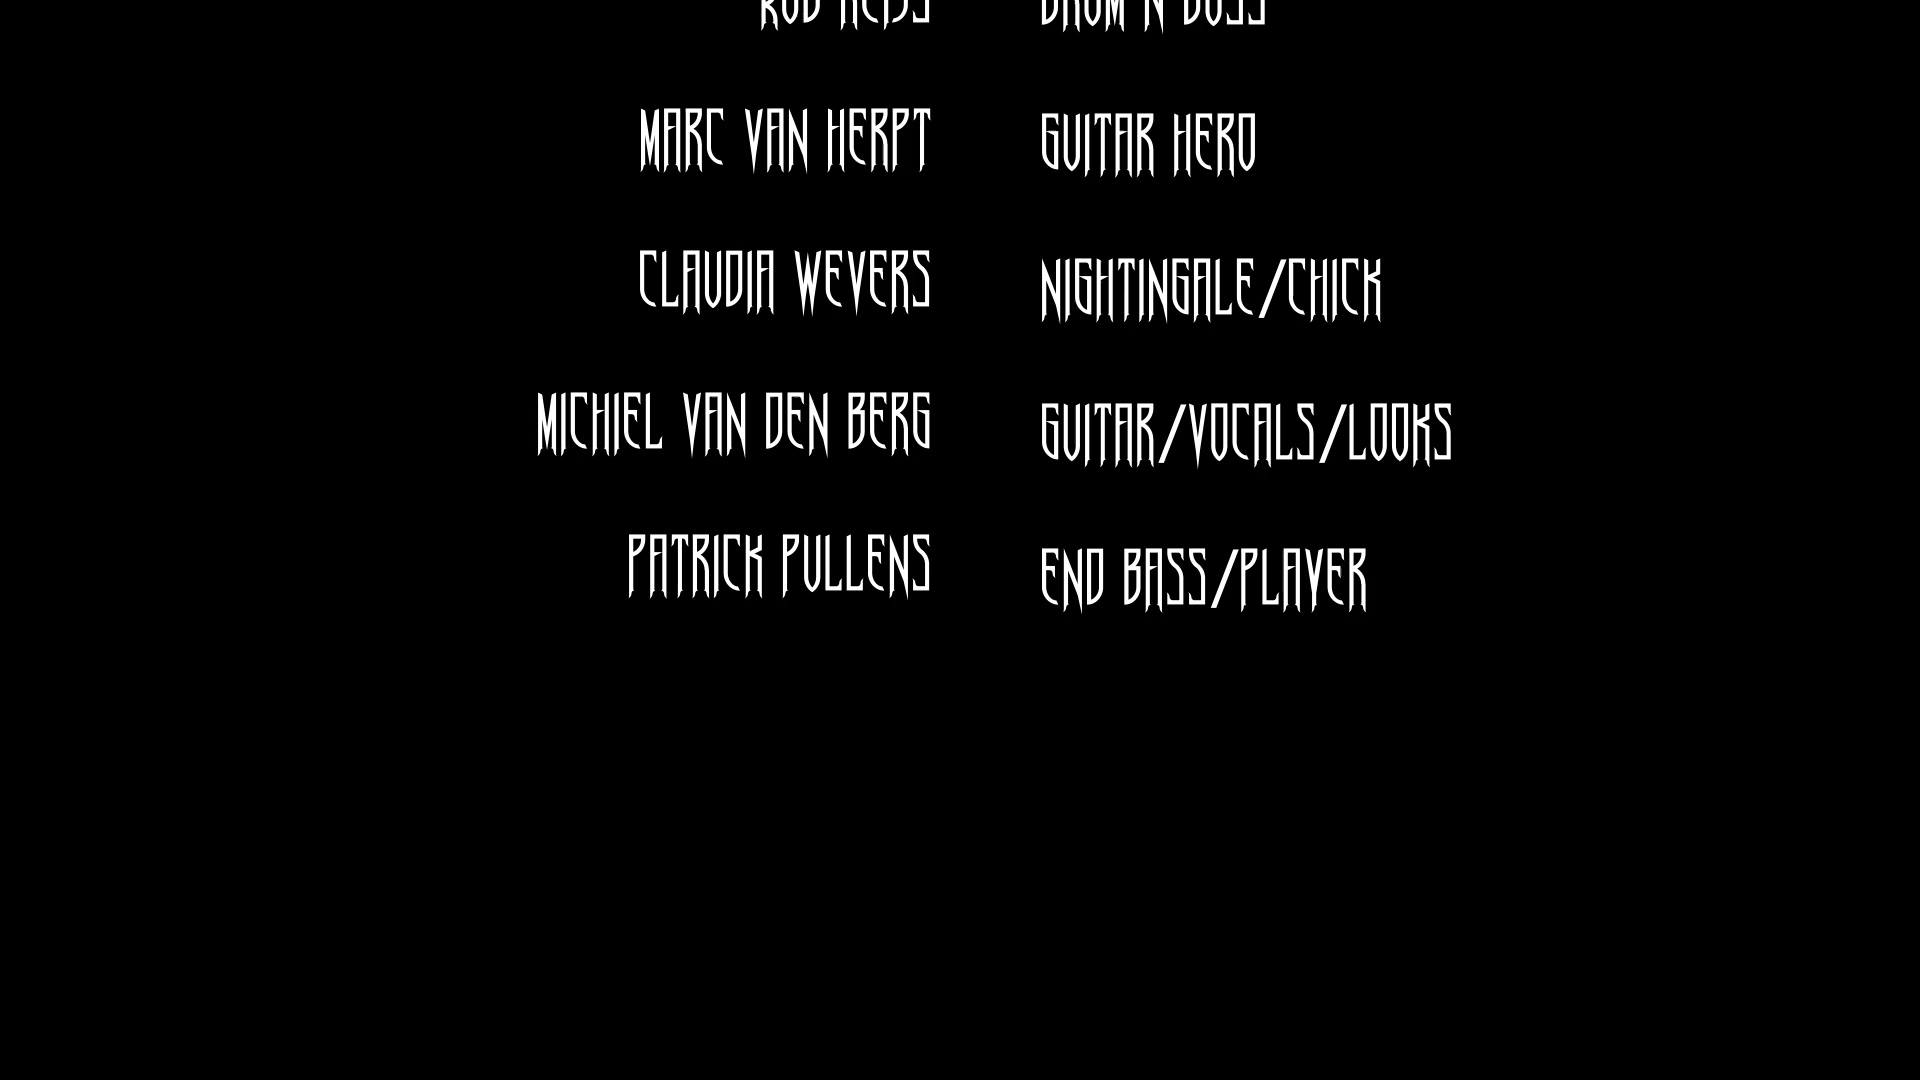 MARC VAN HERPT GUITAR HERO
CLAUDIA WEVERS NIGHTINGALE/CHICK
MICHIEL VAN DEN BERG GUITAR/VOCALS/LOOKS
PATRICK PULLENS END BASS/PLAYER